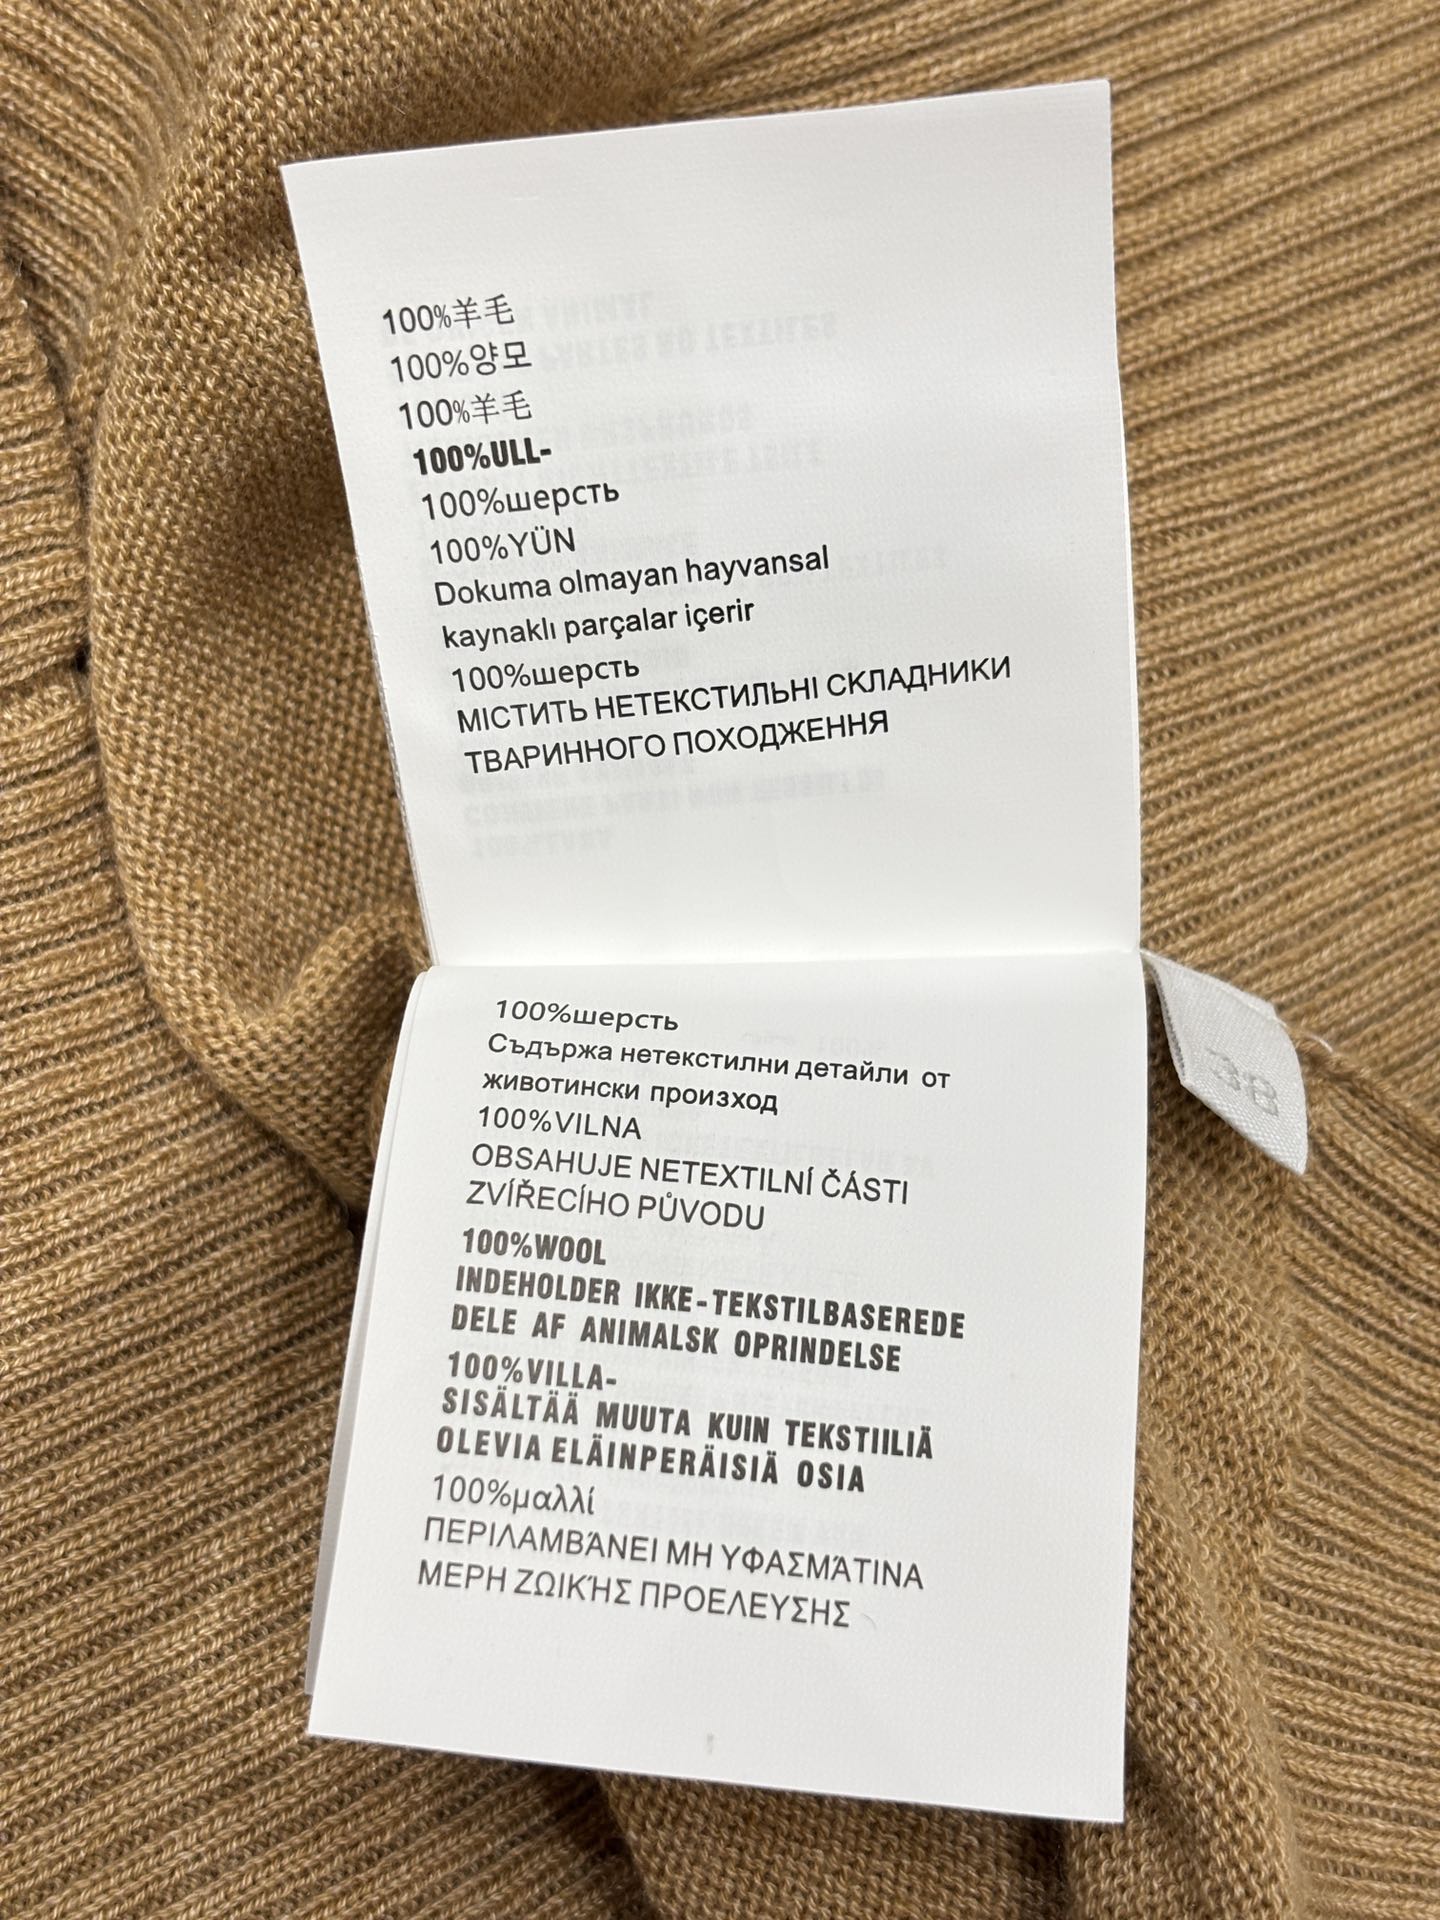 100%羊毛
100%양모
100%羊毛
100%ULL-
100%шерсть
100%YÜN
Dokuma olmayan hayvansal
kaynaklı parçalar içerir
100%шерсть
МІСТИТЬ НЕТЕКСТИЛЬНІ СКЛАДНИКИ
ТВАРИННОГО ПОХОДЖЕННЯ
100%шерсть
Съдържа нетекстилни детайли от
животински произход
100%VILNA
OBSAHUJE NETEXTILNÍ ČÁSTI
ZVÍŘECÍHO PŮVODU
100%WOOL
INDEHOLDER IKKE-TEKSTILBASEREDE
DELE AF ANIMALSK OPRINDELSE
100%VILLA-
SISÄLTÄÄ MUUTA KUIN TEKSTIILIÄ
OLEVIA ELÄINPERÄISIÄ OSIA
100%μαλλί
ΠΕΡΙΛΑΜΒΆΝΕΙ ΜΗ ΥΦΑΣΜΆΤΙΝΑ
ΜΕΡΗ ΖΩΙΚΉΣ ΠΡΟΕΛΕΥΣΗΣ
38